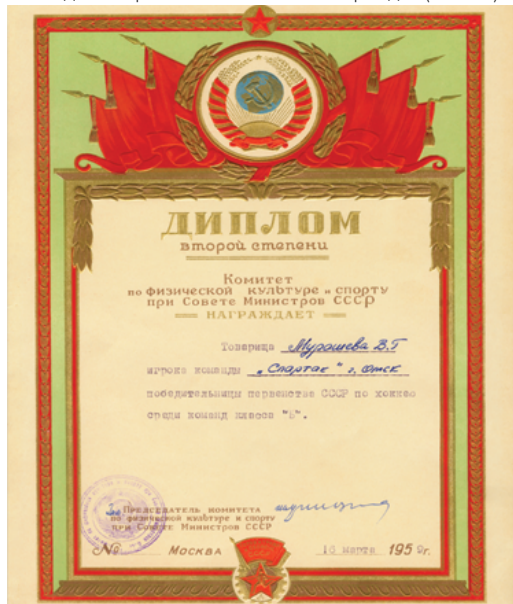 ДИПЛОМ
второй степени
Комитет
по физической культуре и спорту
при Совете Министров СССР
НАГРАЖДАЕТ
Товарища Мурашева В.Г
игрока команды „Спартак" г. Омск
победительницы первенства СССР по хоккею
среди команд класса "Б".
Председатель комитета
по физической культуре и спорту
при Совете Министров СССР
№ Москва 16 марта 1959г.